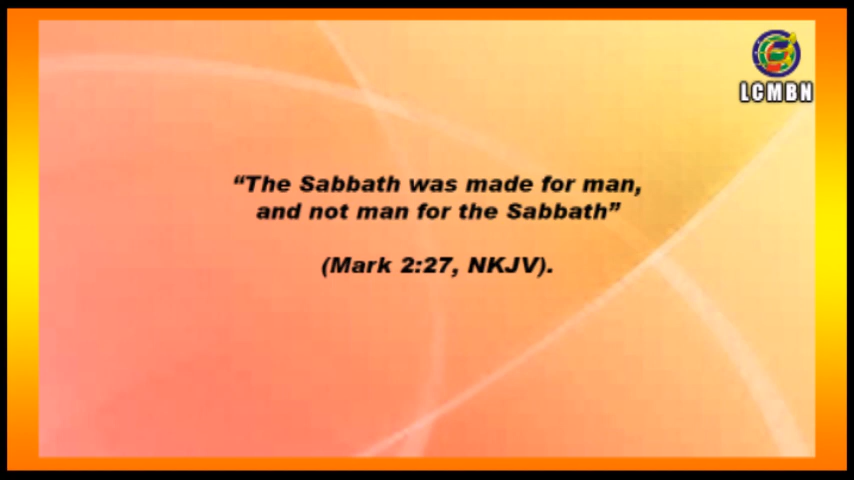 LCMBN
“The Sabbath was made for man,
and not man for the Sabbath”
(Mark 2:27, NKJV).